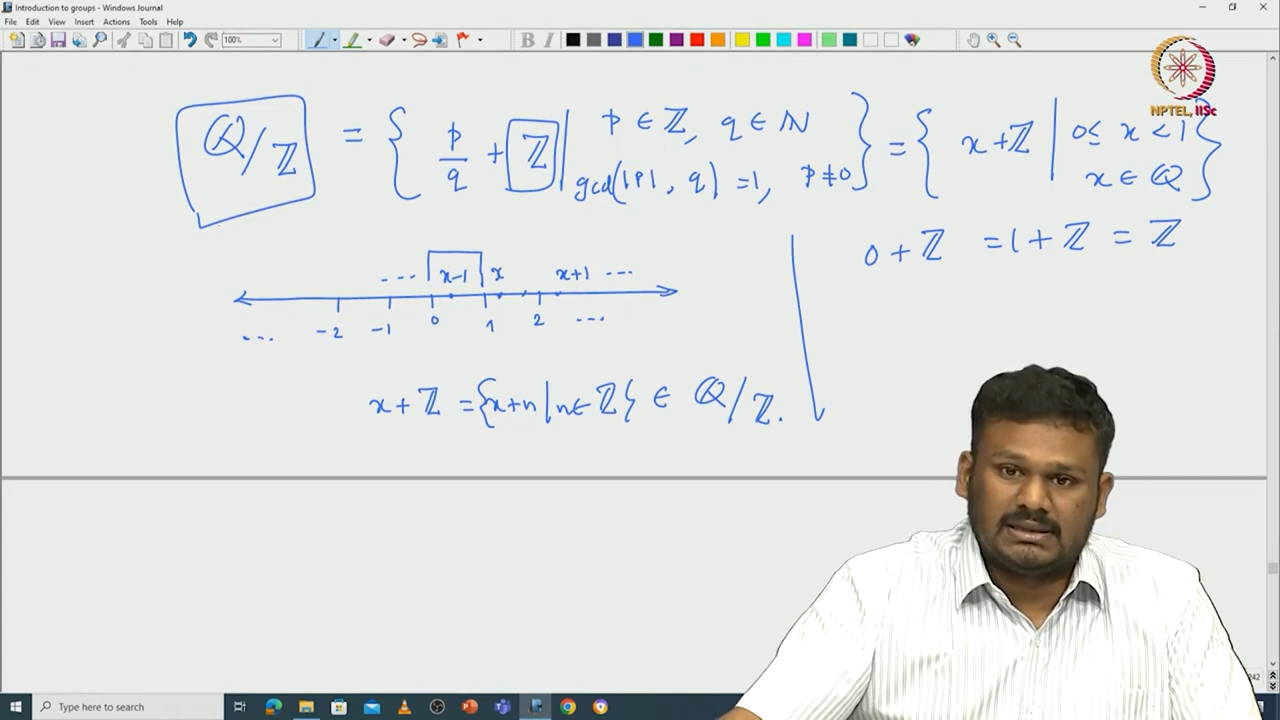 Introduction to groups - Windows Journal
File Edit View Insert Actions Tools Help
100%
B I
NPTEL, IISc
ℚ/ℤ = { p/q + ℤ | p ∈ ℤ, q ∈ ℕ gcd(|p|, q) = 1, p ≠ 0 } = { x + ℤ | 0 ≤ x < 1 x ∈ ℚ }
0 + ℤ = 1 + ℤ = ℤ
... x-1 x x+1 ...
... -2 -1 0 1 2 ...
x + ℤ = {x+n | n ∈ ℤ} ∈ ℚ/ℤ.
242
Type here to search